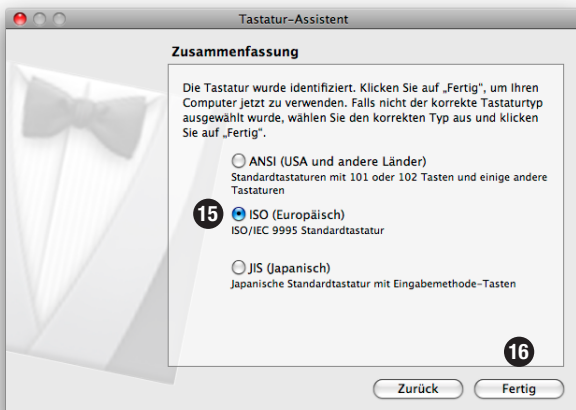 Tastatur-Assistent
Zusammenfassung
Die Tastatur wurde identifiziert. Klicken Sie auf „Fertig“, um Ihren
Computer jetzt zu verwenden. Falls nicht der korrekte Tastaturtyp
ausgewählt wurde, wählen Sie den korrekten Typ aus und klicken
Sie auf „Fertig“.
ANSI (USA und andere Länder)
Standardtastaturen mit 101 oder 102 Tasten und einige andere
Tastaturen
15 ISO (Europäisch)
ISO/IEC 9995 Standardtastatur
JIS (Japanisch)
Japanische Standardtastatur mit Eingabemethode-Tasten
16
Zurück Fertig